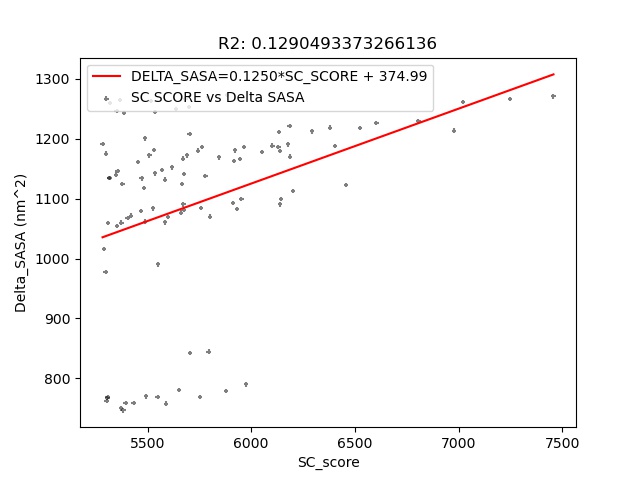 R2: 0.1290493373266136
DELTA_SASA=0.1250*SC_SCORE + 374.99
SC SCORE vs Delta SASA
1300
1200
1100
1000
900
800
Delta_SASA (nm^2)
5500 6000 6500 7000 7500
SC_score